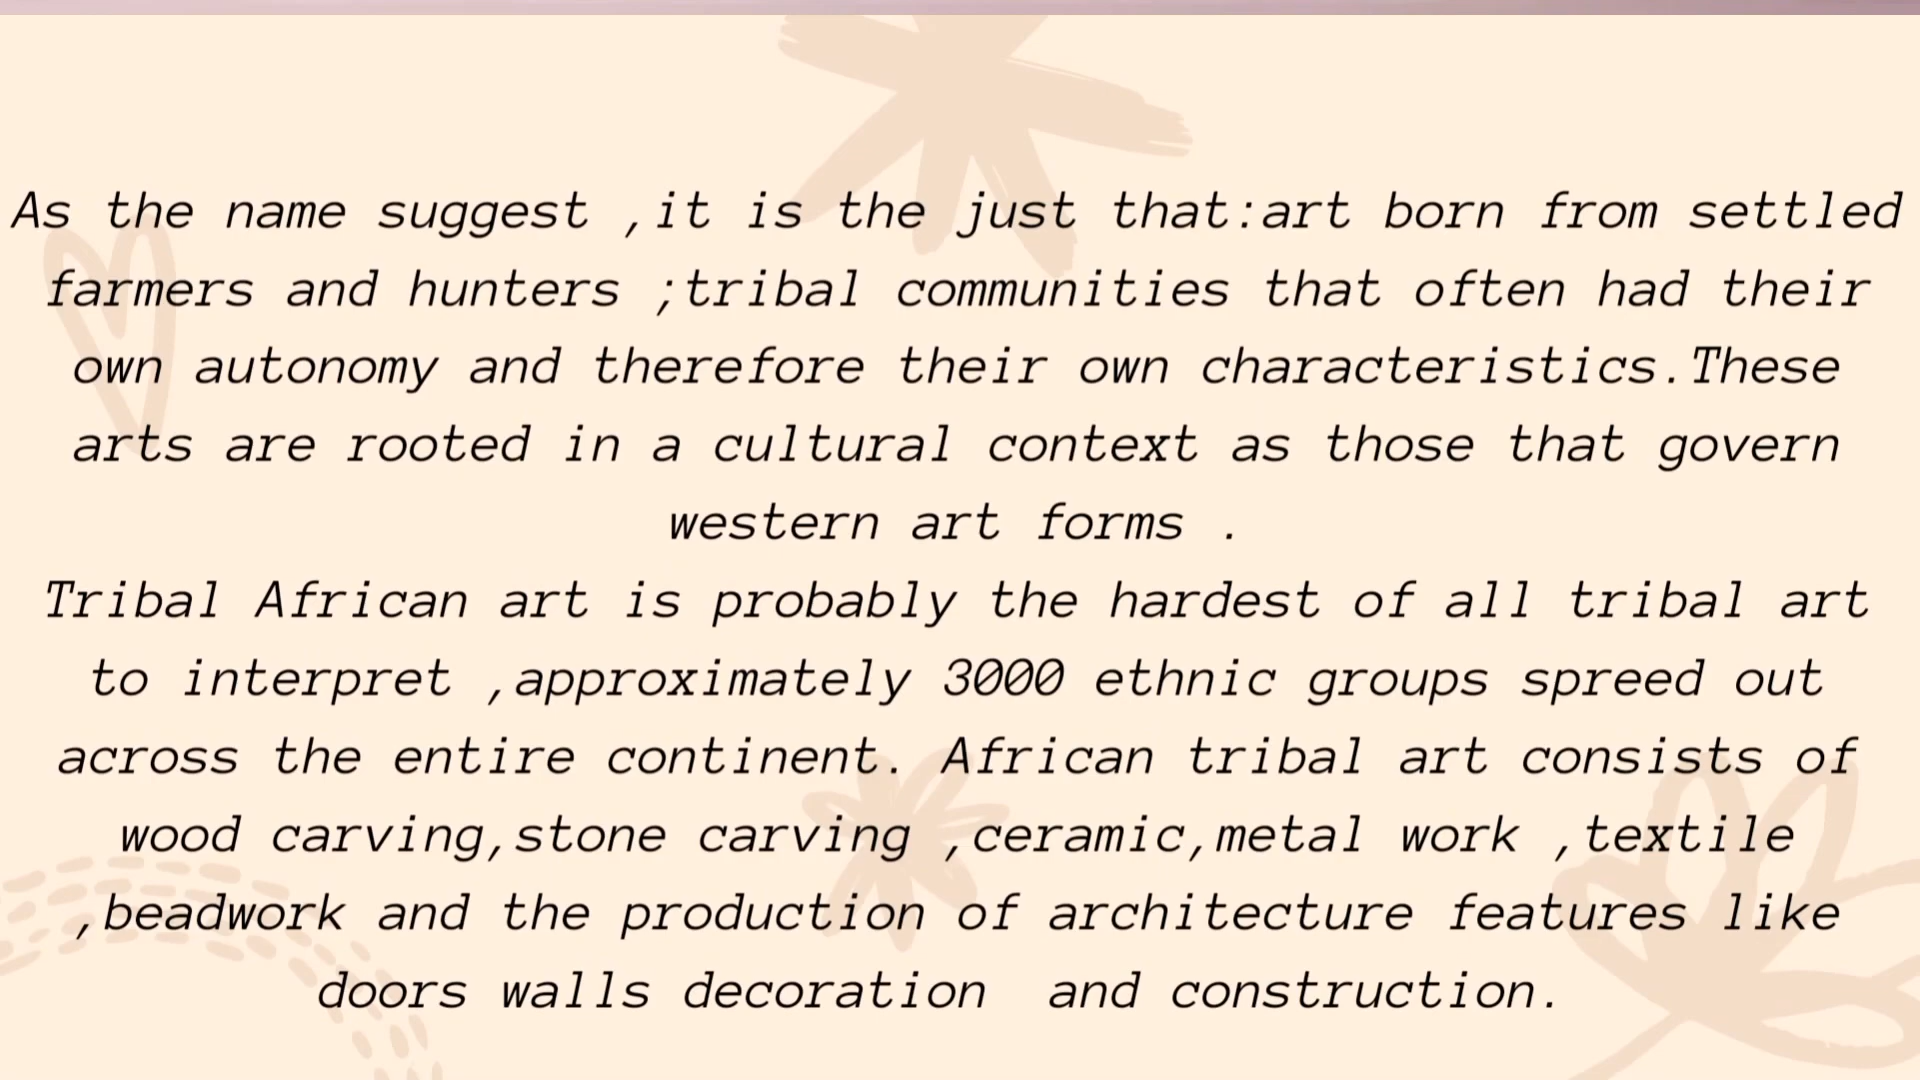 As the name suggest ,it is the just that:art born from settled
farmers and hunters ;tribal communities that often had their
own autonomy and therefore their own characteristics.These
arts are rooted in a cultural context as those that govern
western art forms .
Tribal African art is probably the hardest of all tribal art
to interpret ,approximately 3000 ethnic groups spreed out
across the entire continent. African tribal art consists of
wood carving,stone carving ,ceramic,metal work ,textile
,beadwork and the production of architecture features like
doors walls decoration  and construction.